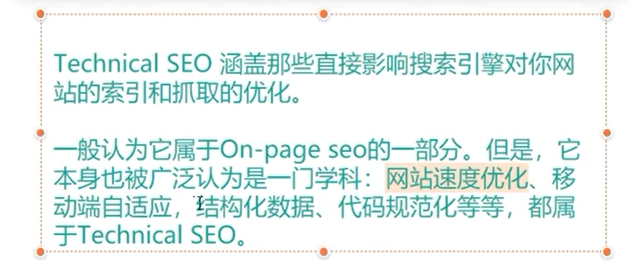 Technical SEO 涵盖那些直接影响搜索引擎对你网
站的索引和抓取的优化。
一般认为它属于On-page seo的一部分。但是，它
本身也被广泛认为是一门学科：网站速度优化、移
动端自适应，结构化数据、代码规范化等等，都属
于Technical SEO。